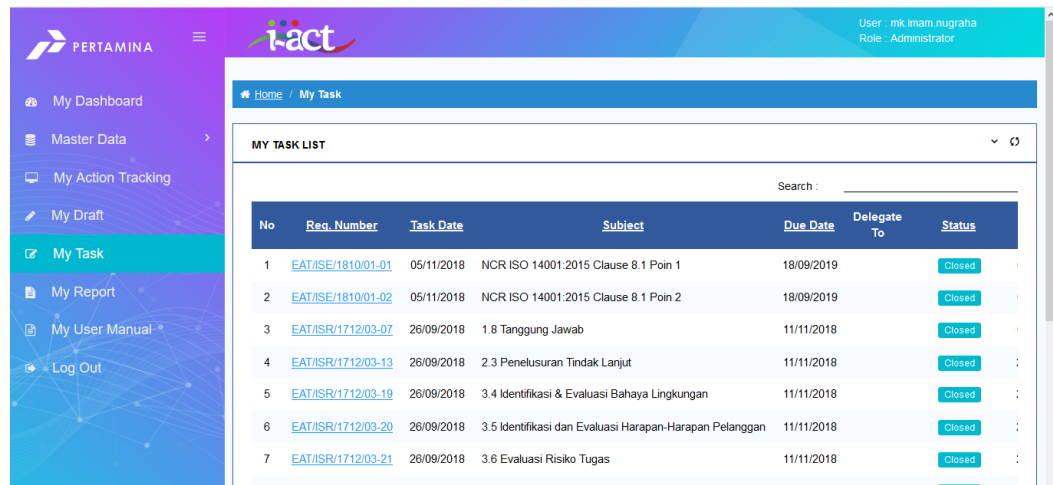 PERTAMINA
i-act
User : mk.imam.nugraha
Role : Administrator
My Dashboard
Master Data
My Action Tracking
My Draft
My Task
My Report
My User Manual
Log Out
Home / My Task
MY TASK LIST
Search :
No Reg. Number Task Date Subject Due Date Delegate To Status
1 EAT/ISE/1810/01-01 05/11/2018 NCR ISO 14001:2015 Clause 8.1 Poin 1 18/09/2019 Closed
2 EAT/ISE/1810/01-02 05/11/2018 NCR ISO 14001:2015 Clause 8.1 Poin 2 18/09/2019 Closed
3 EAT/ISR/1712/03-07 26/09/2018 1.8 Tanggung Jawab 11/11/2018 Closed
4 EAT/ISR/1712/03-13 26/09/2018 2.3 Penelusuran Tindak Lanjut 11/11/2018 Closed
5 EAT/ISR/1712/03-19 26/09/2018 3.4 Identifikasi & Evaluasi Bahaya Lingkungan 11/11/2018 Closed
6 EAT/ISR/1712/03-20 26/09/2018 3.5 Identifikasi dan Evaluasi Harapan-Harapan Pelanggan 11/11/2018 Closed
7 EAT/ISR/1712/03-21 26/09/2018 3.6 Evaluasi Risiko Tugas 11/11/2018 Closed